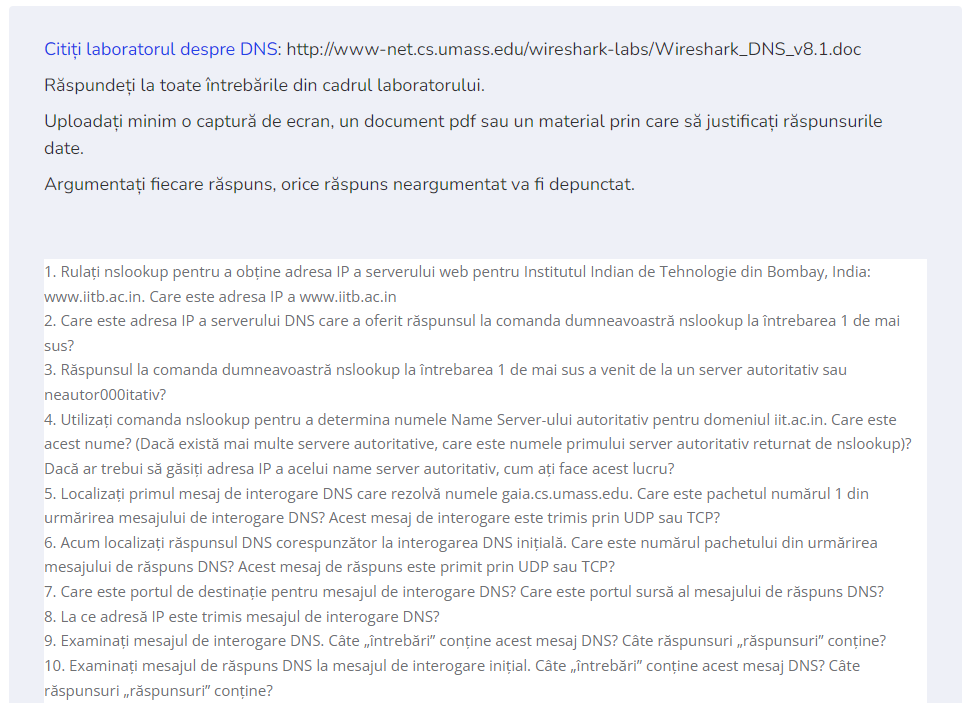 Citiți laboratorul despre DNS: http://www-net.cs.umass.edu/wireshark-labs/Wireshark_DNS_v8.1.doc
Răspundeți la toate întrebările din cadrul laboratorului.
Uploadați minim o captură de ecran, un document pdf sau un material prin care să justificați răspunsurile
date.
Argumentați fiecare răspuns, orice răspuns neargumentat va fi depunctat.
1. Rulați nslookup pentru a obține adresa IP a serverului web pentru Institutul Indian de Tehnologie din Bombay, India:
www.iitb.ac.in. Care este adresa IP a www.iitb.ac.in
2. Care este adresa IP a serverului DNS care a oferit răspunsul la comanda dumneavoastră nslookup la întrebarea 1 de mai
sus?
3. Răspunsul la comanda dumneavoastră nslookup la întrebarea 1 de mai sus a venit de la un server autoritativ sau
neautor000itativ?
4. Utilizați comanda nslookup pentru a determina numele Name Server-ului autoritativ pentru domeniul iit.ac.in. Care este
acest nume? (Dacă există mai multe servere autoritative, care este numele primului server autoritativ returnat de nslookup)?
Dacă ar trebui să găsiți adresa IP a acelui name server autoritativ, cum ați face acest lucru?
5. Localizați primul mesaj de interogare DNS care rezolvă numele gaia.cs.umass.edu. Care este pachetul numărul 1 din
urmărirea mesajului de interogare DNS? Acest mesaj de interogare este trimis prin UDP sau TCP?
6. Acum localizați răspunsul DNS corespunzător la interogarea DNS inițială. Care este numărul pachetului din urmărirea
mesajului de răspuns DNS? Acest mesaj de răspuns este primit prin UDP sau TCP?
7. Care este portul de destinație pentru mesajul de interogare DNS? Care este portul sursă al mesajului de răspuns DNS?
8. La ce adresă IP este trimis mesajul de interogare DNS?
9. Examinați mesajul de interogare DNS. Câte „întrebări” conține acest mesaj DNS? Câte răspunsuri „răspunsuri” conține?
10. Examinați mesajul de răspuns DNS la mesajul de interogare inițial. Câte „întrebări” conține acest mesaj DNS? Câte
răspunsuri „răspunsuri” conține?